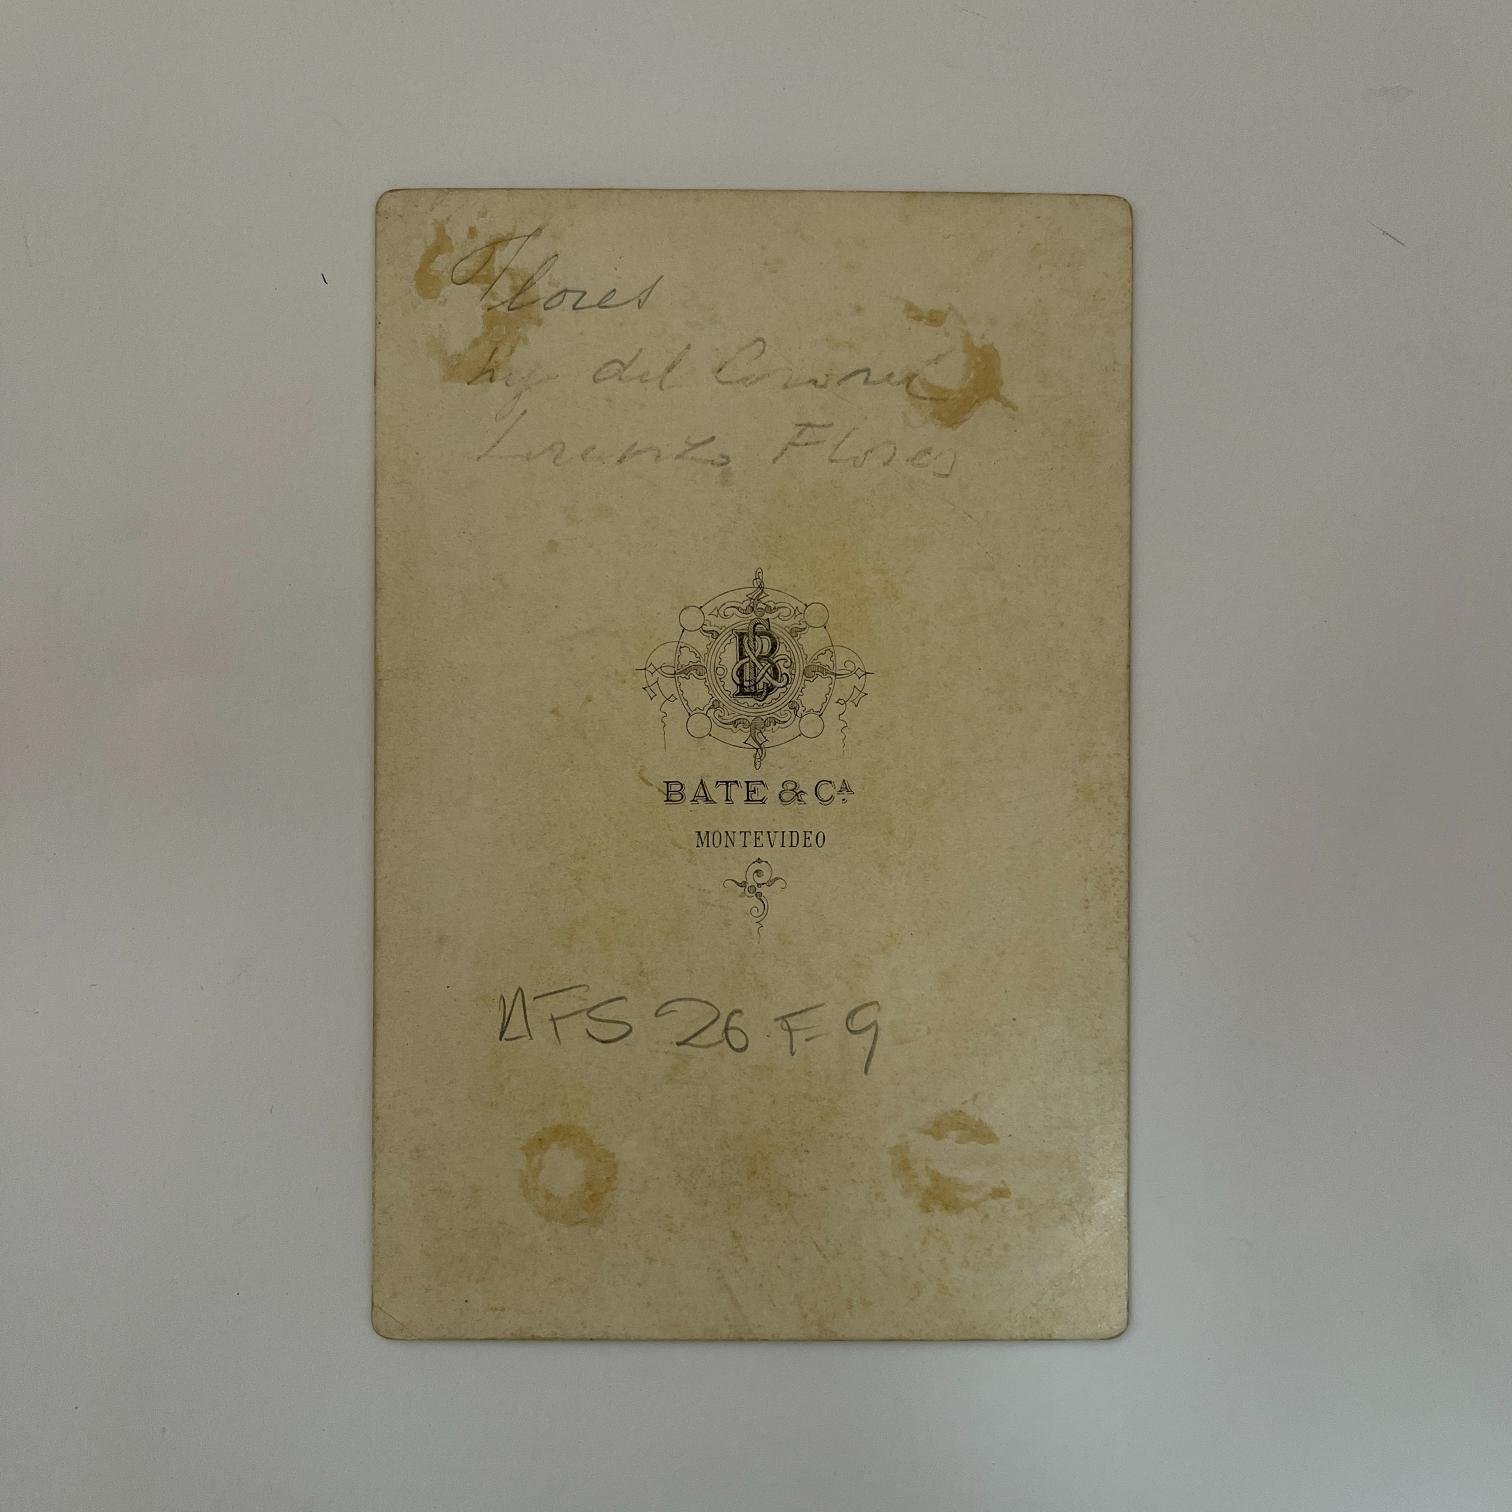 Flores
hijo del Coronel
Lorenzo Flores
B&C
BATE & CA.
MONTEVIDEO
AFS 26 F-9